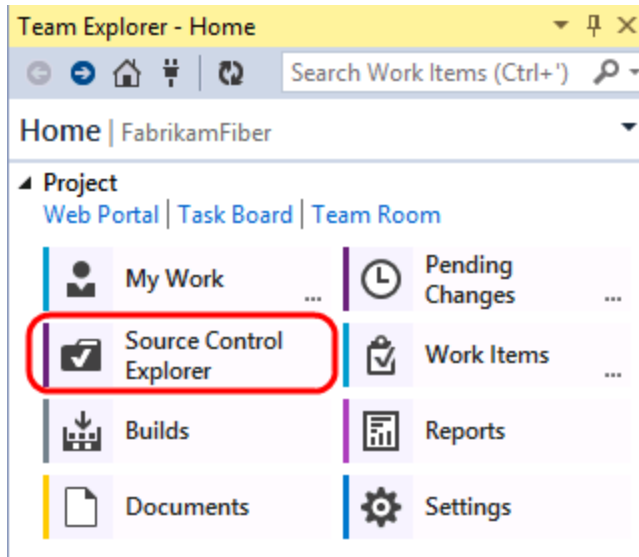 Team Explorer - Home
Search Work Items (Ctrl+')
Home | FabrikamFiber
Project
Web Portal | Task Board | Team Room
My Work ...
Pending
Changes ...
Source Control
Explorer
Work Items ...
Builds
Reports
Documents
Settings